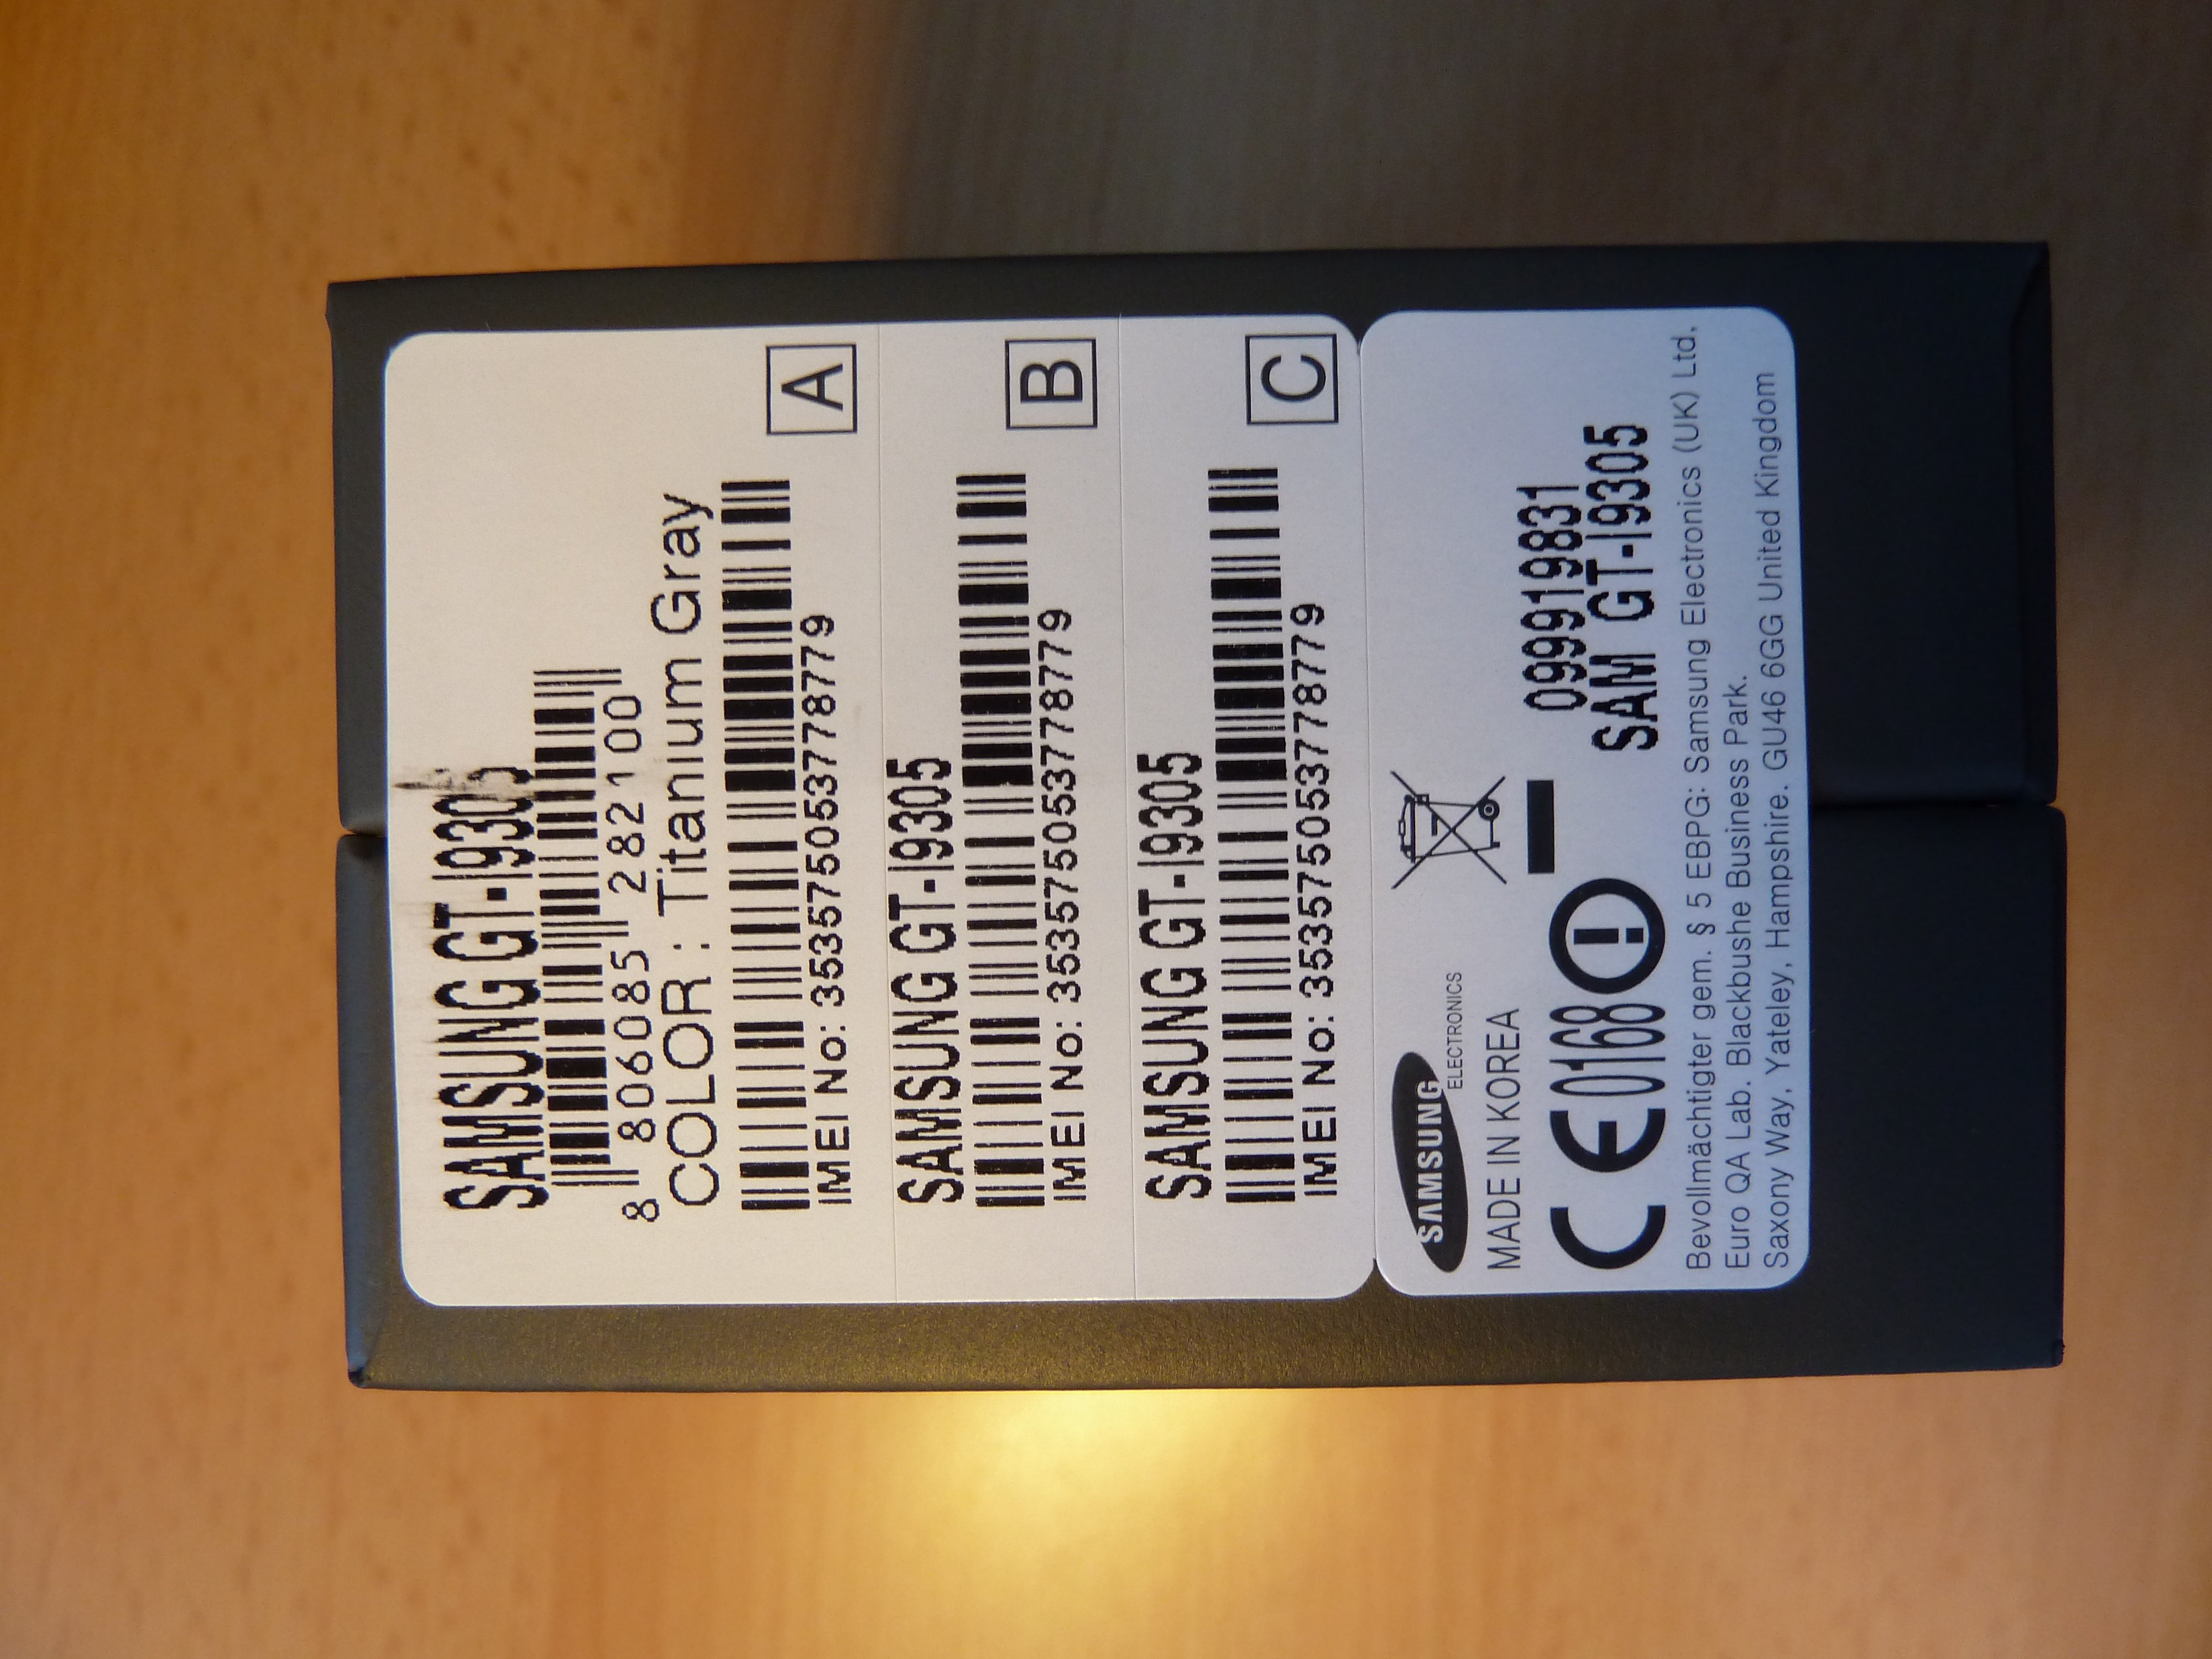 SAMSUNG GT-I9305
8 806085 282100
COLOR : Titanium Gray
IMEI No: 353575053778779
A
SAMSUNG GT-I9305
IMEI No: 353575053778779
B
SAMSUNG GT-I9305
IMEI No: 353575053778779
C
SAMSUNG
ELECTRONICS
MADE IN KOREA
CE0168
099919831
SAM GT-I9305
Bevollmächtigter gem. § 5 EBPG: Samsung Electronics (UK) Ltd.
Euro QA Lab. Blackbushe Business Park.
Saxony Way, Yateley, Hampshire. GU46 6GG United Kingdom